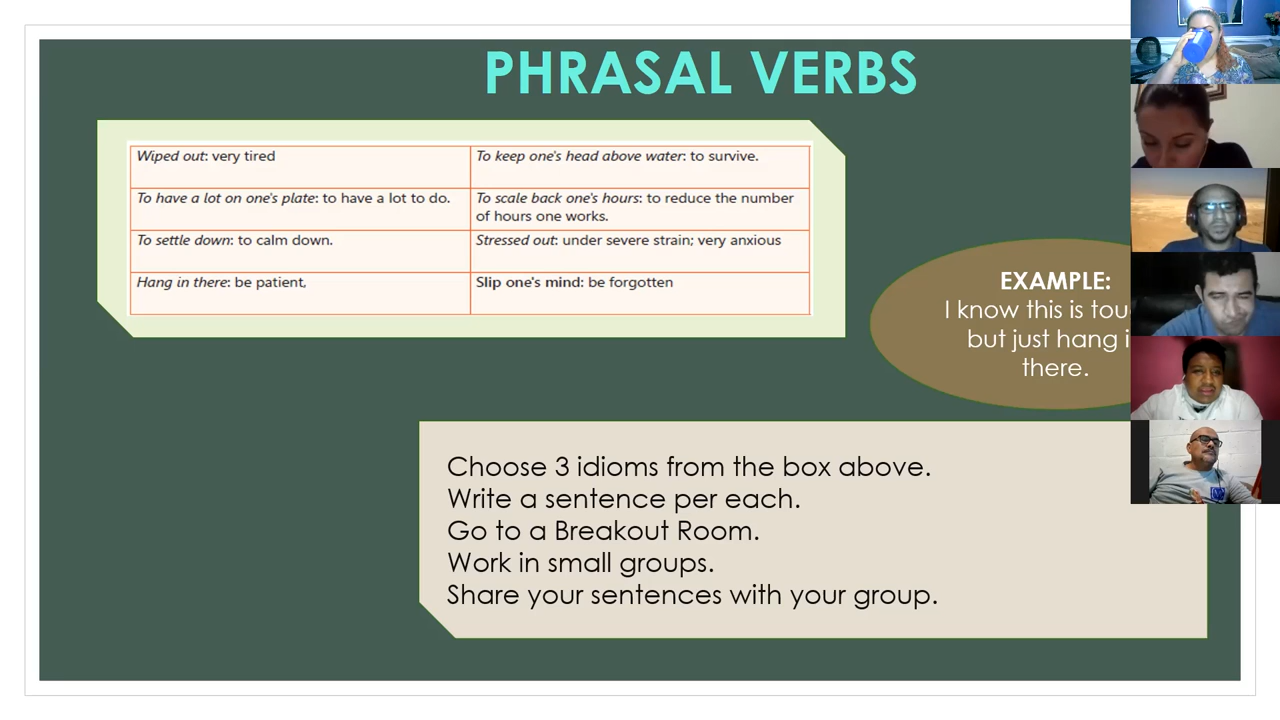 PHRASAL VERBS
Wiped out: very tired
To keep one's head above water: to survive.
To have a lot on one's plate: to have a lot to do.
To scale back one's hours: to reduce the number
of hours one works.
To settle down: to calm down.
Stressed out: under severe strain; very anxious
Hang in there: be patient,
Slip one's mind: be forgotten
EXAMPLE:
I know this is
but just hang
there.
Choose 3 idioms from the box above.
Write a sentence per each.
Go to a Breakout Room.
Work in small groups.
Share your sentences with your group.